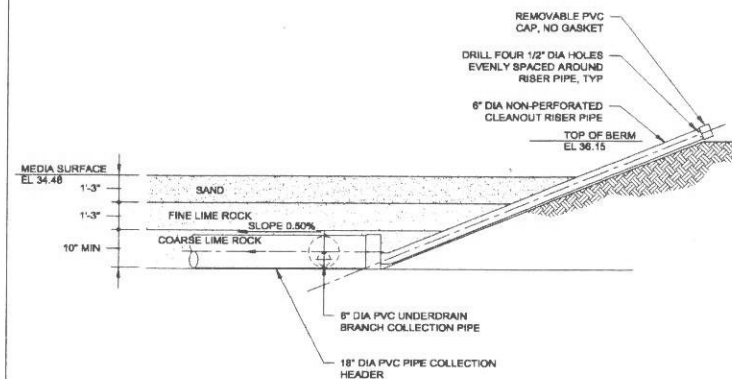 REMOVABLE PVC
CAP, NO GASKET
DRILL FOUR 1/2" DIA HOLES
EVENLY SPACED AROUND
RISER PIPE, TYP
6" DIA NON-PERFORATED
CLEANOUT RISER PIPE
TOP OF BERM
EL 36.15
MEDIA SURFACE
EL 34.48
1'-3"
SAND
1'-3"
FINE LIME ROCK
SLOPE 0.50%
COARSE LIME ROCK
10" MIN
6" DIA PVC UNDERDRAIN
BRANCH COLLECTION PIPE
18" DIA PVC PIPE COLLECTION
HEADER